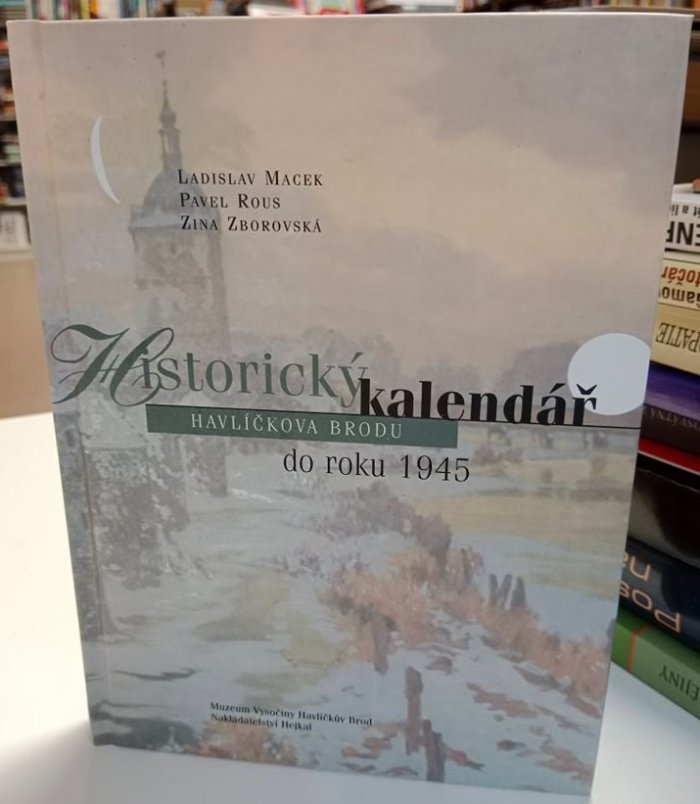 LADISLAV MACEK
PAVEL ROUS
ZINA ZBOROVSKÁ
Historický
kalendář
HAVLÍČKOVA BRODU
do roku 1945
Muzeum Vysočiny Havlíčkův Brod
Nakladatelství Hejkal